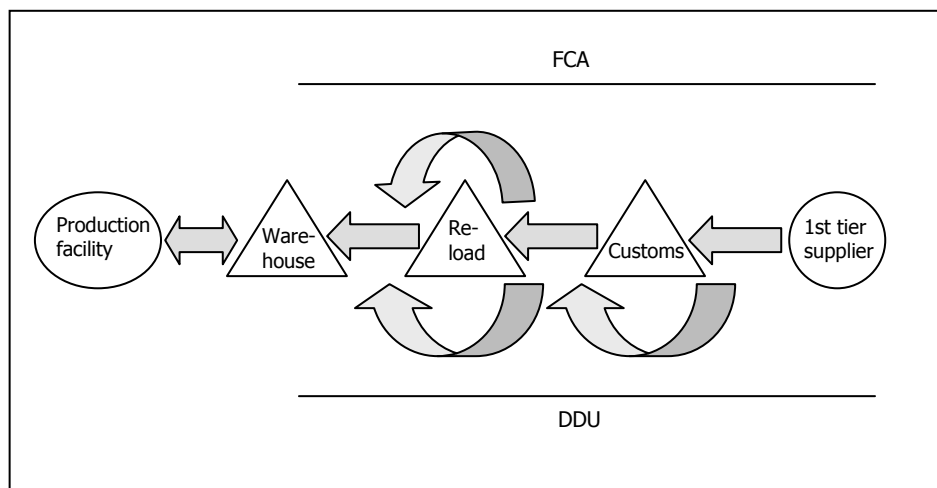 FCA
Production
facility
Ware-
house
Re-
load
Customs
1st tier
supplier
DDU